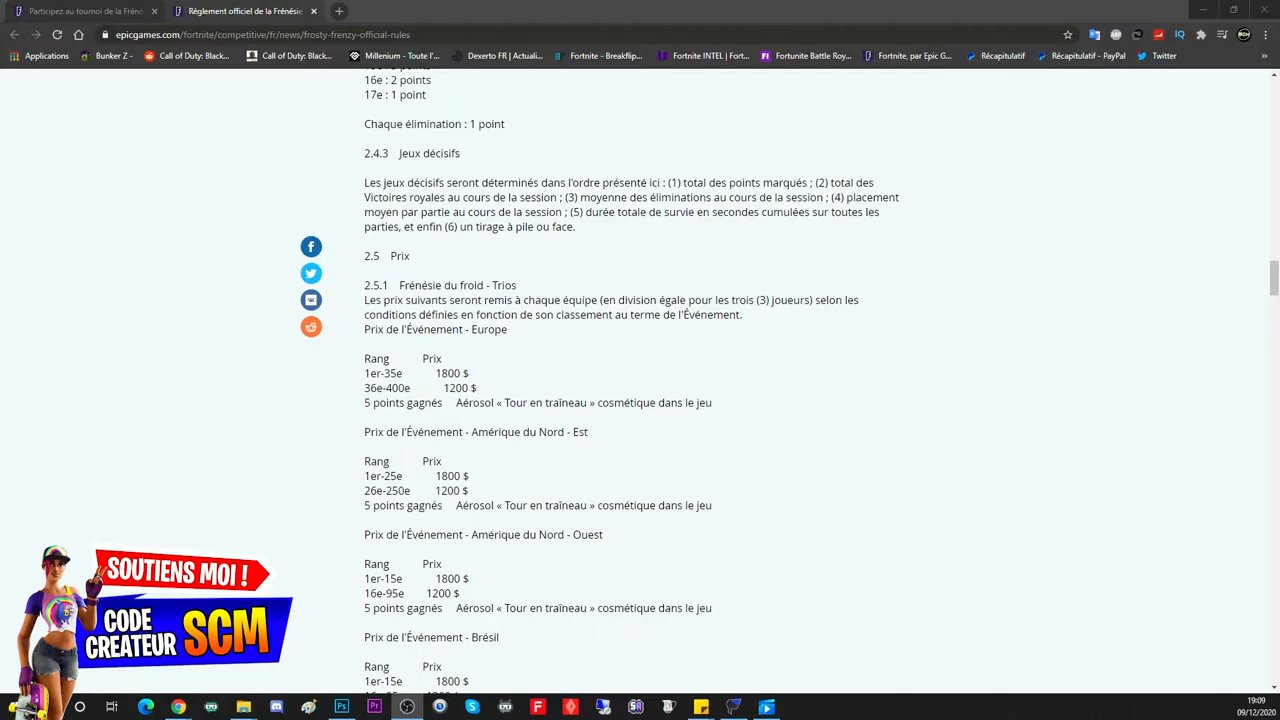 Participez au tournoi de la Fréné
Règlement officiel de la Frénésie
epicgames.com/fortnite/competitive/fr/news/frosty-frenzy-official-rules
Applications
Bunker Z -
Call of Duty: Black...
Call of Duty: Black...
Millenium - Toute l'...
Dexerto FR | Actuali...
Fortnite - Breakflip...
Fortnite INTEL | Fort...
Fortunite Battle Roy...
Fortnite, par Epic G...
Récapitulatif
Récapitulatif - PayPal
Twitter
16e : 2 points
17e : 1 point
Chaque élimination : 1 point
2.4.3 Jeux décisifs
Les jeux décisifs seront déterminés dans l'ordre présenté ici : (1) total des points marqués ; (2) total des
Victoires royales au cours de la session ; (3) moyenne des éliminations au cours de la session ; (4) placement
moyen par partie au cours de la session ; (5) durée totale de survie en secondes cumulées sur toutes les
parties, et enfin (6) un tirage à pile ou face.
2.5 Prix
2.5.1 Frénésie du froid - Trios
Les prix suivants seront remis à chaque équipe (en division égale pour les trois (3) joueurs) selon les
conditions définies en fonction de son classement au terme de l'Événement.
Prix de l'Événement - Europe
Rang Prix
1er-35e 1800 $
36e-400e 1200 $
5 points gagnés Aérosol « Tour en traîneau » cosmétique dans le jeu
Prix de l'Événement - Amérique du Nord - Est
Rang Prix
1er-25e 1800 $
26e-250e 1200 $
5 points gagnés Aérosol « Tour en traîneau » cosmétique dans le jeu
Prix de l'Événement - Amérique du Nord - Ouest
Rang Prix
1er-15e 1800 $
16e-95e 1200 $
5 points gagnés Aérosol « Tour en traîneau » cosmétique dans le jeu
Prix de l'Événement - Brésil
Rang Prix
1er-15e 1800 $
SOUTIENS MOI !
CODE
CREATEUR SCM
19:09
09/12/2020